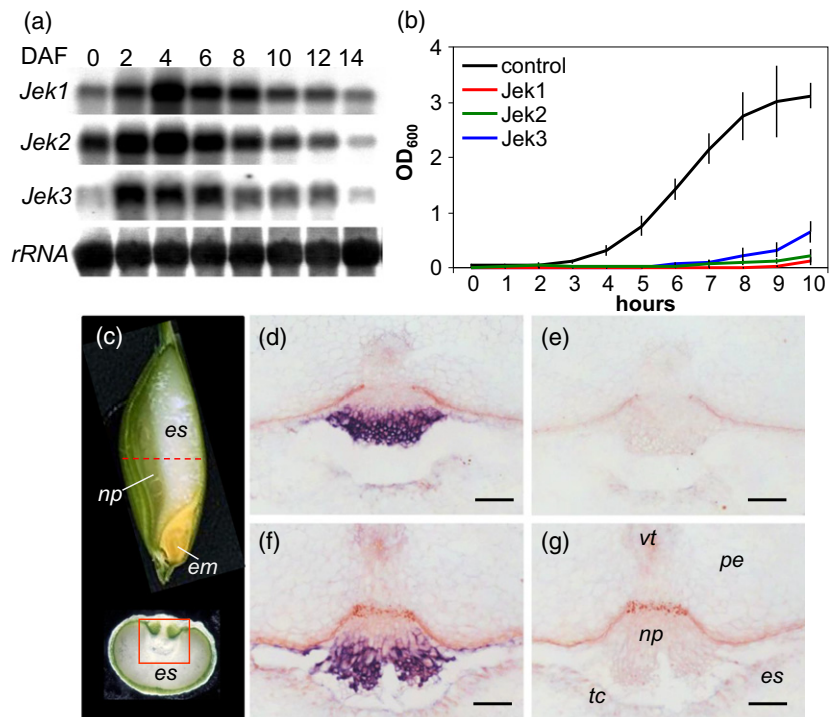 (a)
DAF 0 2 4 6 8 10 12 14
Jek1
Jek2
Jek3
rRNA
(b)
4
3
2
1
0
OD600
control
Jek1
Jek2
Jek3
0 1 2 3 4 5 6 7 8 9 10
hours
(c)
es
np
em
es
(d)
(e)
(f)
(g)
vt
pe
np
es
tc